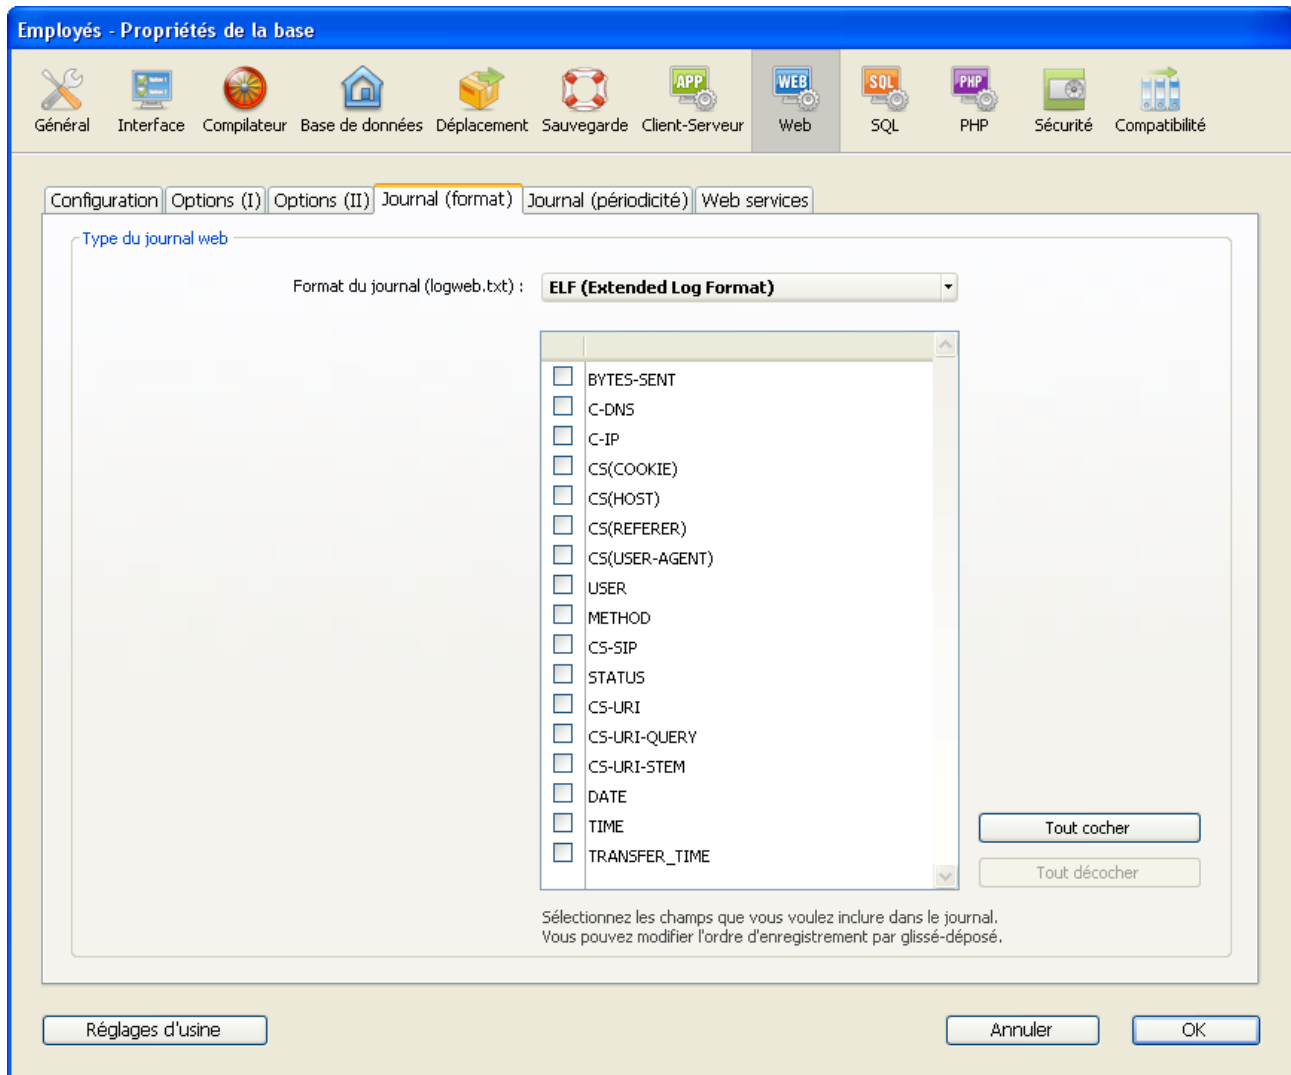 Employés - Propriétés de la base
APP WEB SQL PHP
Général Interface Compilateur Base de données Déplacement Sauvegarde Client-Serveur Web SQL PHP Sécurité Compatibilité
Configuration Options (I) Options (II) Journal (format) Journal (périodicité) Web services
Type du journal web
Format du journal (logweb.txt) : ELF (Extended Log Format)
BYTES-SENT
C-DNS
C-IP
CS(COOKIE)
CS(HOST)
CS(REFERER)
CS(USER-AGENT)
USER
METHOD
CS-SIP
STATUS
CS-URI
CS-URI-QUERY
CS-URI-STEM
DATE
TIME
TRANSFER_TIME
Tout cocher
Tout décocher
Sélectionnez les champs que vous voulez inclure dans le journal.
Vous pouvez modifier l'ordre d'enregistrement par glissé-déposé.
Réglages d'usine Annuler OK